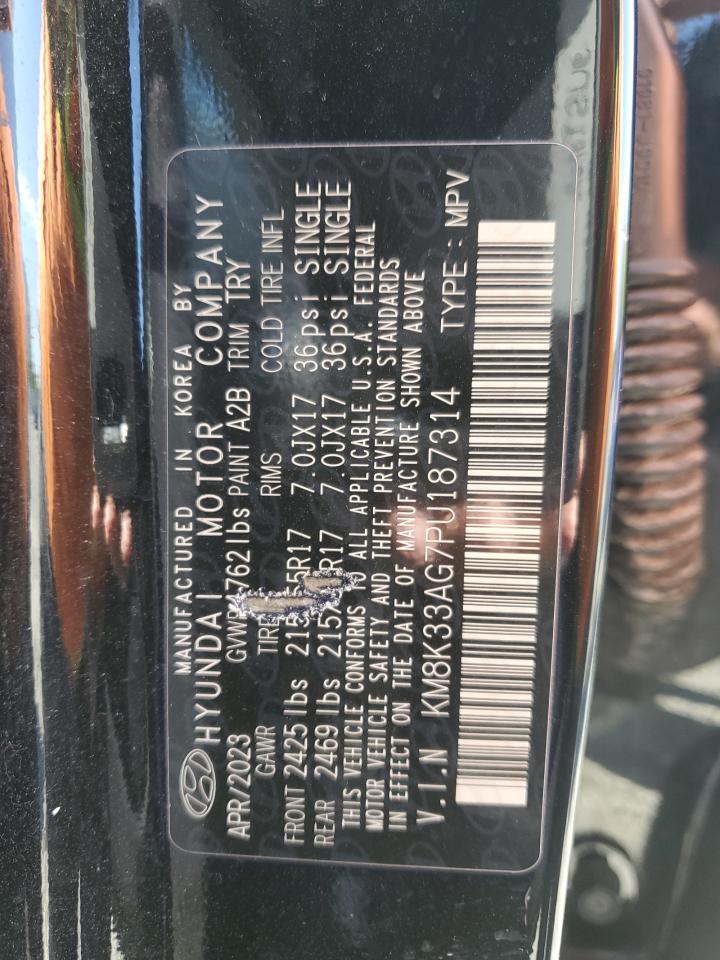 MANUFACTURED IN KOREA BY
HYUNDAI MOTOR COMPANY
APR/2023 7621bs PAINT A2B TRIM TRY
GAWR RIMS COLD TIRE INFL
FRONT 2425 lbs 7.0JX17 36psi SINGLE
REAR 2469 lbs 7.0JX17 36psi SINGLE
THIS VEHICLE CONFORMS TO ALL APPLICABLE U.S.A. FEDERAL
MOTOR VEHICLE SAFETY AND THEFT PREVENTION STANDARDS
IN EFFECT ON THE DATE OF MANUFACTURE SHOWN ABOVE
V.I.N KM8K33AG7PU187314 TYPE : MPV